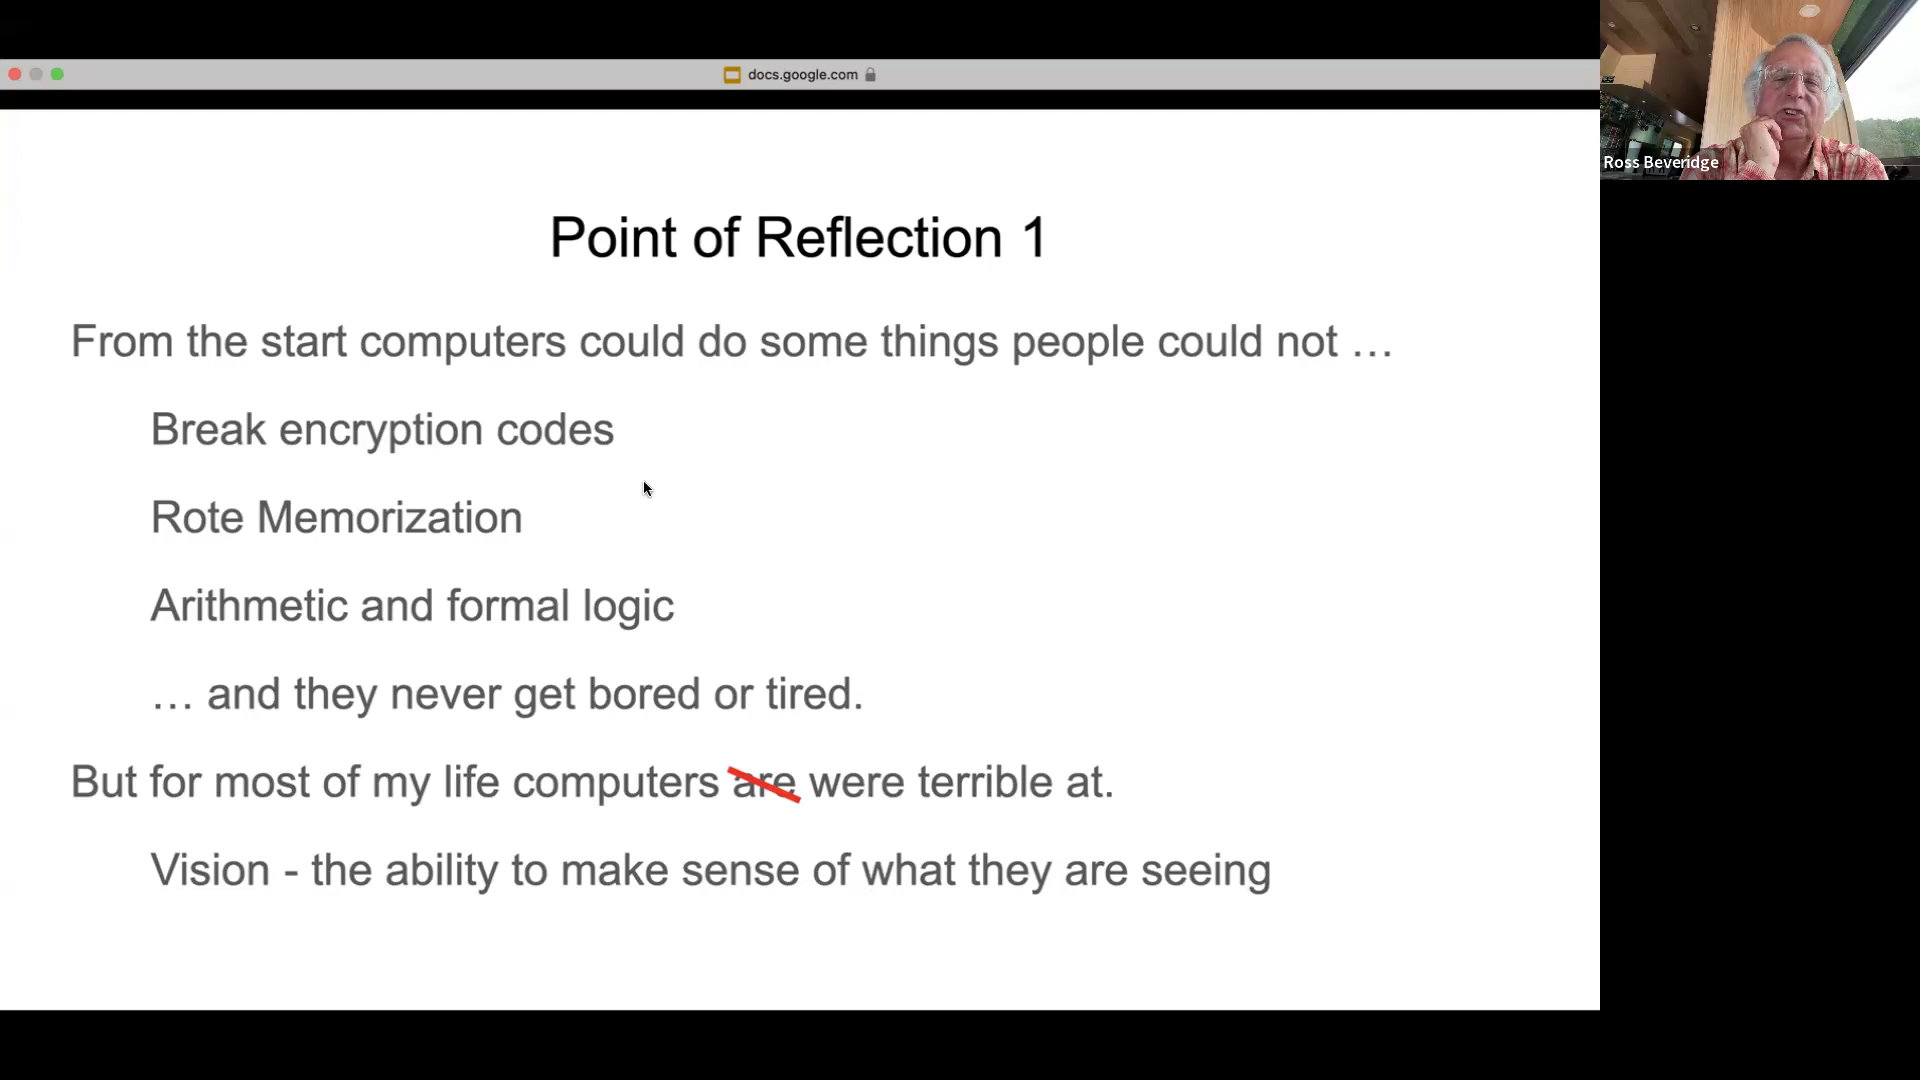 docs.google.com
Ross Beveridge
Point of Reflection 1
From the start computers could do some things people could not …
Break encryption codes
Rote Memorization
Arithmetic and formal logic
… and they never get bored or tired.
But for most of my life computers are were terrible at.
Vision - the ability to make sense of what they are seeing